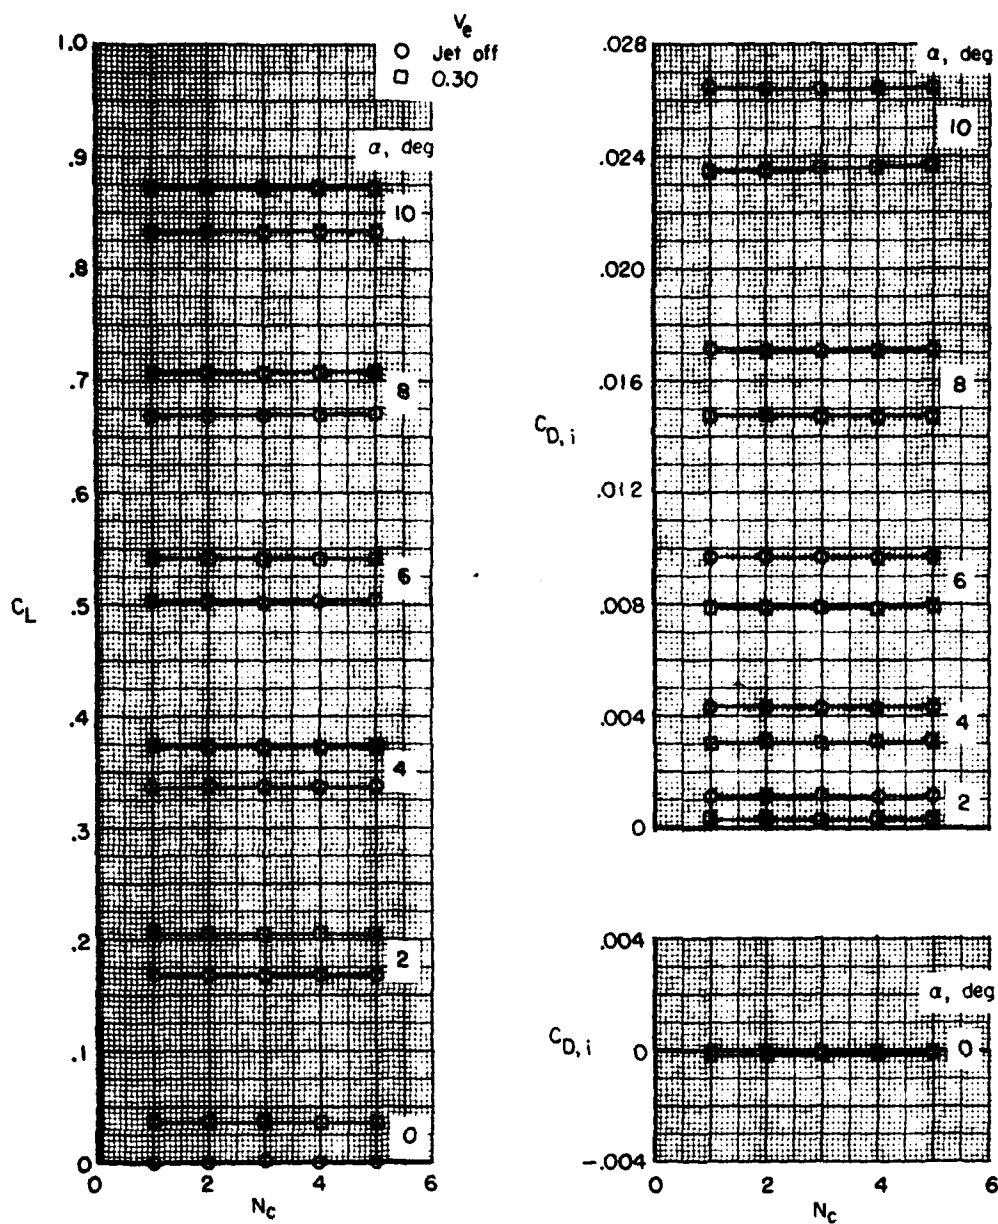 V_e
Jet off
0.30
α, deg
1.0
.9
.8
.7
.6
.5
.4
.3
.2
.1
0
C_L
10
8
6
4
2
0
0 2 4 6
N_c
α, deg
.028
.024
.020
.016
.012
.008
.004
0
C_D,i
10
8
6
4
2
.004
0
-.004
C_D,i
α, deg
0
0 2 4 6
N_c